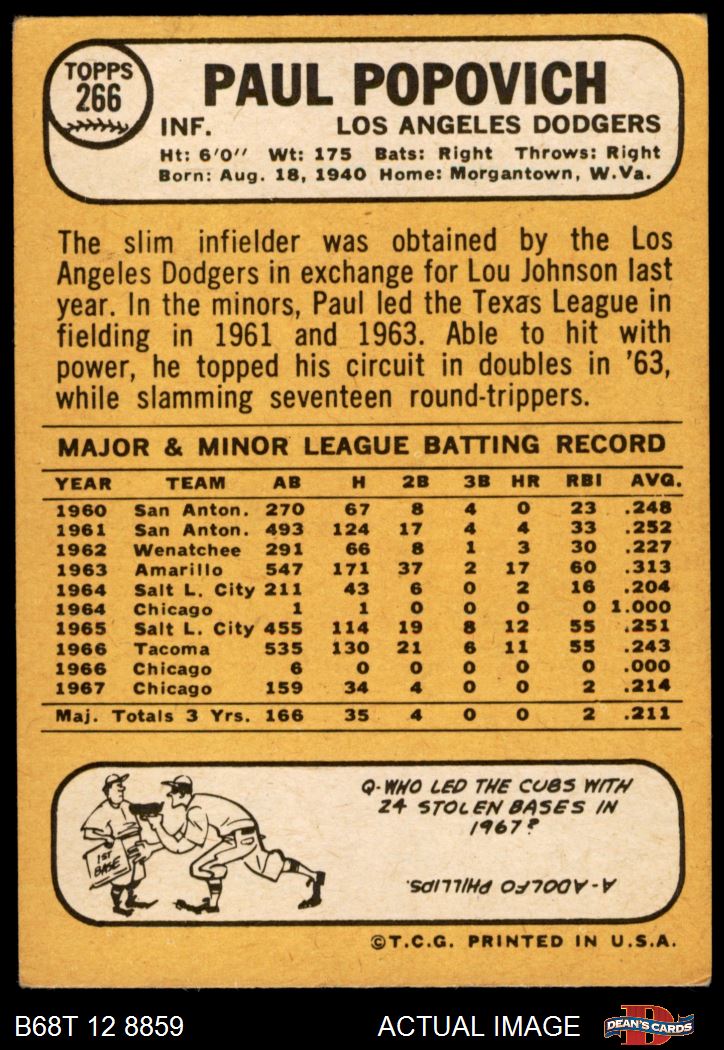 TOPPS
266
PAUL POPOVICH
INF. LOS ANGELES DODGERS
Ht: 6'0" Wt: 175 Bats: Right Throws: Right
Born: Aug. 18, 1940 Home: Morgantown, W.Va.
The slim infielder was obtained by the Los
Angeles Dodgers in exchange for Lou Johnson last
year. In the minors, Paul led the Texas League in
fielding in 1961 and 1963. Able to hit with
power, he topped his circuit in doubles in '63,
while slamming seventeen round-trippers.
MAJOR & MINOR LEAGUE BATTING RECORD
YEAR TEAM AB H 2B 3B HR RBI AVG.
1960 San Anton. 270 67 8 4 0 23 .248
1961 San Anton. 493 124 17 4 4 33 .252
1962 Wenatchee 291 66 8 1 3 30 .227
1963 Amarillo 547 171 37 2 17 60 .313
1964 Salt L. City 211 43 6 0 2 16 .204
1964 Chicago 1 1 0 0 0 0 1.000
1965 Salt L. City 455 114 19 8 12 55 .251
1966 Tacoma 535 130 21 6 11 55 .243
1966 Chicago 6 0 0 0 0 0 .000
1967 Chicago 159 34 4 0 0 2 .214
Maj. Totals 3 Yrs. 166 35 4 0 0 2 .211
1ST
BASE
Q-WHO LED THE CUBS WITH
24 STOLEN BASES IN
1967?
A-ADOLFO PHILLIPS.
©T.C.G. PRINTED IN U.S.A.
B68T 12 8859 ACTUAL IMAGE
DEAN'S CARDS